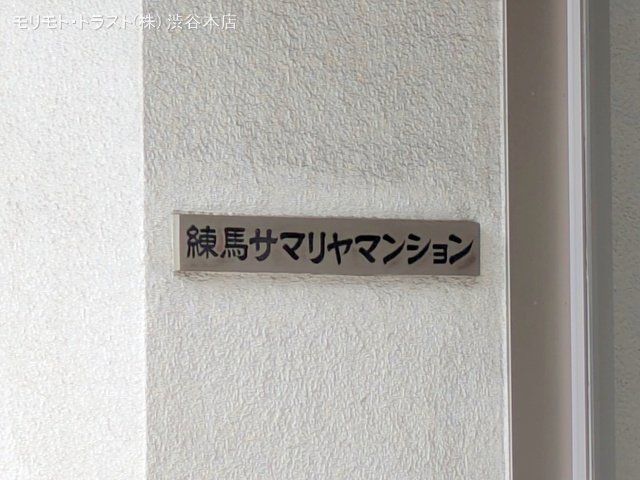 モリモト・トラスト(株) 渋谷本店
練馬サマリヤマンション